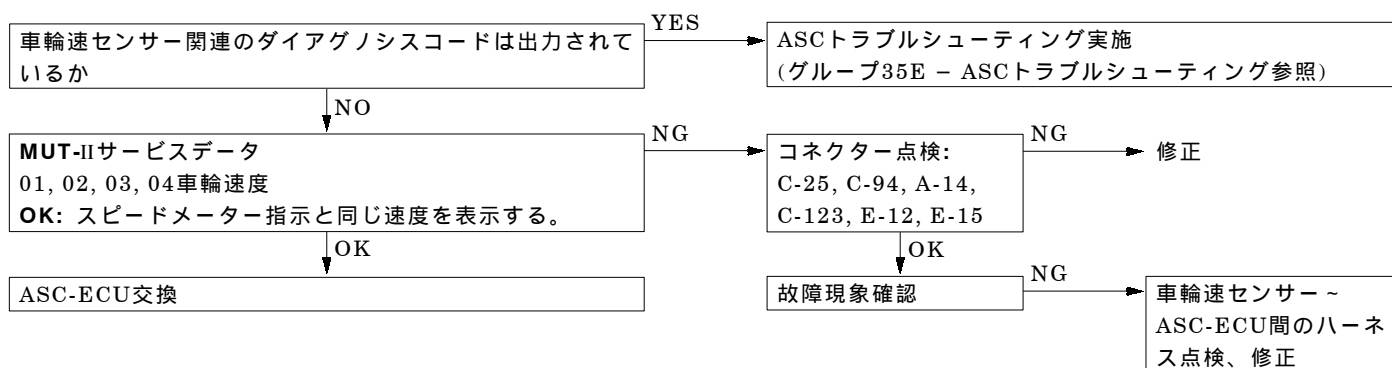 車輪速センサー関連のダイアグノシスコードは出力されて
いるか
YES
ASCトラブルシューティング実施
(グループ35E − ASCトラブルシューティング参照)
NO
MUT-IIサービスデータ
01, 02, 03, 04車輪速度
OK: スピードメーター指示と同じ速度を表示する。
NG
コネクター点検:
C-25, C-94, A-14,
C-123, E-12, E-15
NG
修正
OK
ASC-ECU交換
OK
故障現象確認
NG
車輪速センサー ~
ASC-ECU間のハーネ
ス点検、修正